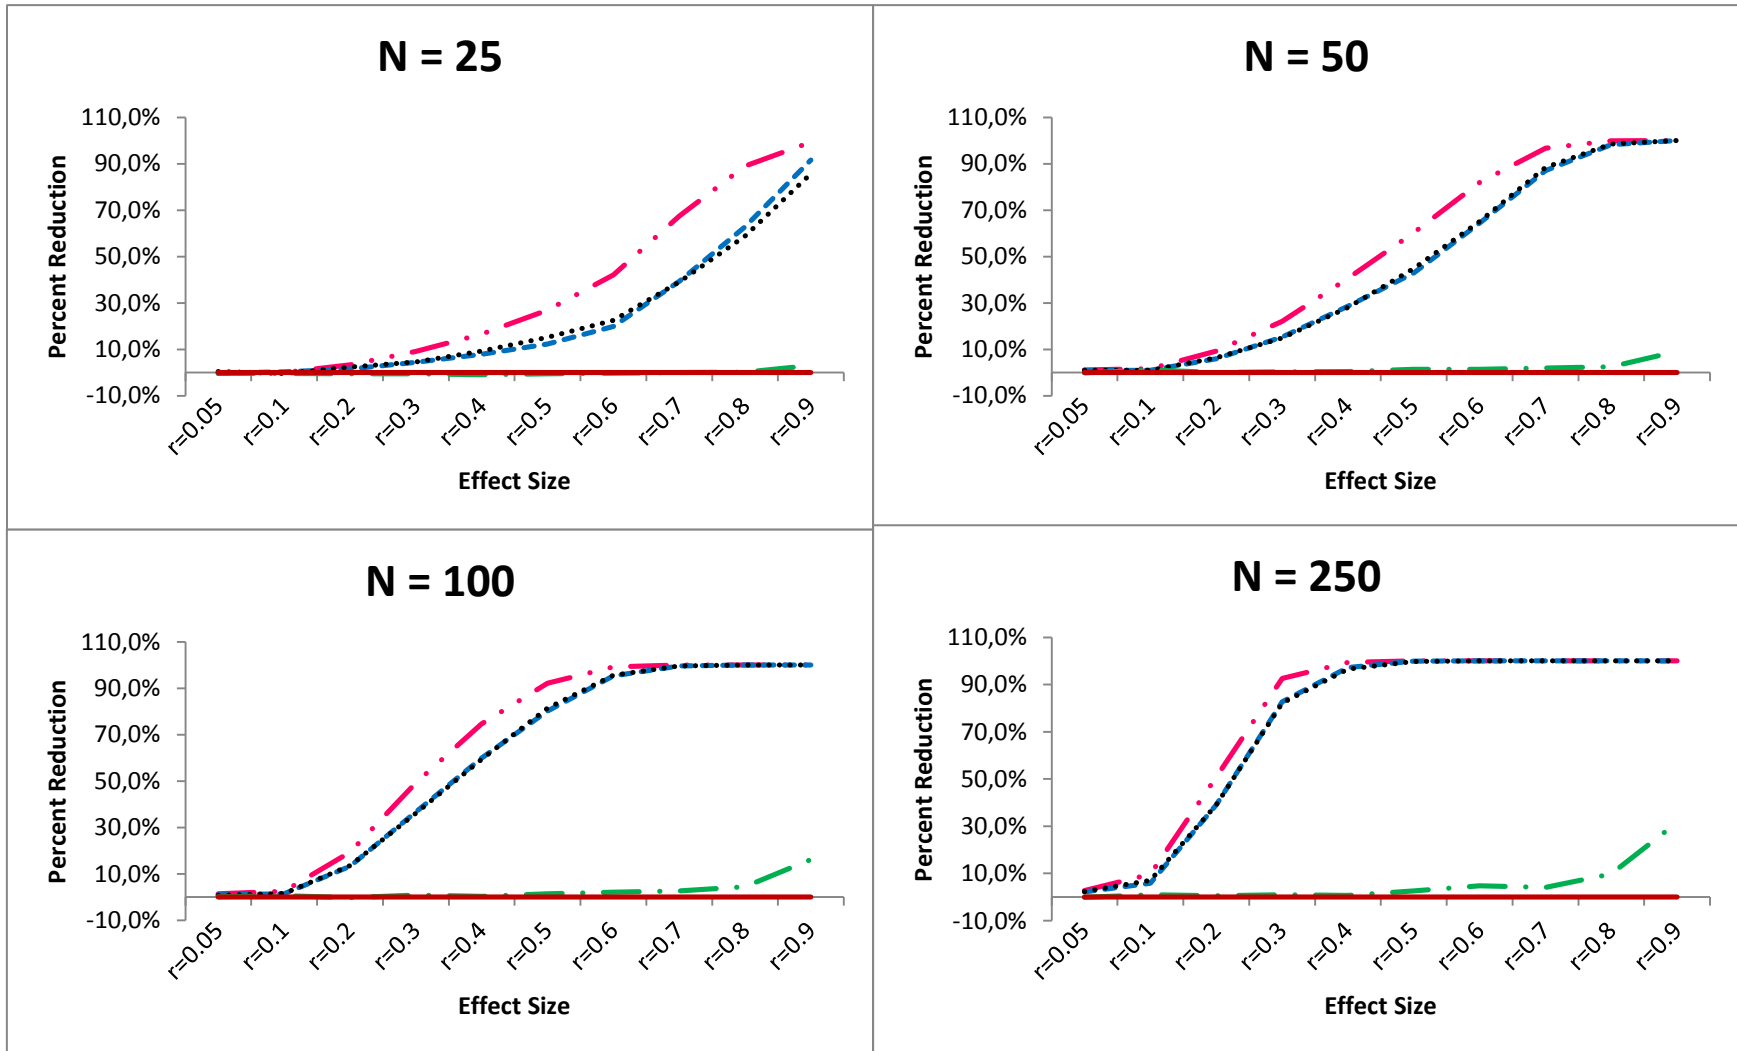 N = 25
110,0%
90,0%
70,0%
50,0%
30,0%
10,0%
-10,0%
Percent Reduction
r=0.05
r=0.1
r=0.2
r=0.3
r=0.4
r=0.5
r=0.6
r=0.7
r=0.8
r=0.9
Effect Size
N = 50
110,0%
90,0%
70,0%
50,0%
30,0%
10,0%
-10,0%
Percent Reduction
r=0.05
r=0.1
r=0.2
r=0.3
r=0.4
r=0.5
r=0.6
r=0.7
r=0.8
r=0.9
Effect Size
N = 100
110,0%
90,0%
70,0%
50,0%
30,0%
10,0%
-10,0%
Percent Reduction
r=0.05
r=0.1
r=0.2
r=0.3
r=0.4
r=0.5
r=0.6
r=0.7
r=0.8
r=0.9
Effect Size
N = 250
110,0%
90,0%
70,0%
50,0%
30,0%
10,0%
-10,0%
Percent Reduction
r=0.05
r=0.1
r=0.2
r=0.3
r=0.4
r=0.5
r=0.6
r=0.7
r=0.8
r=0.9
Effect Size